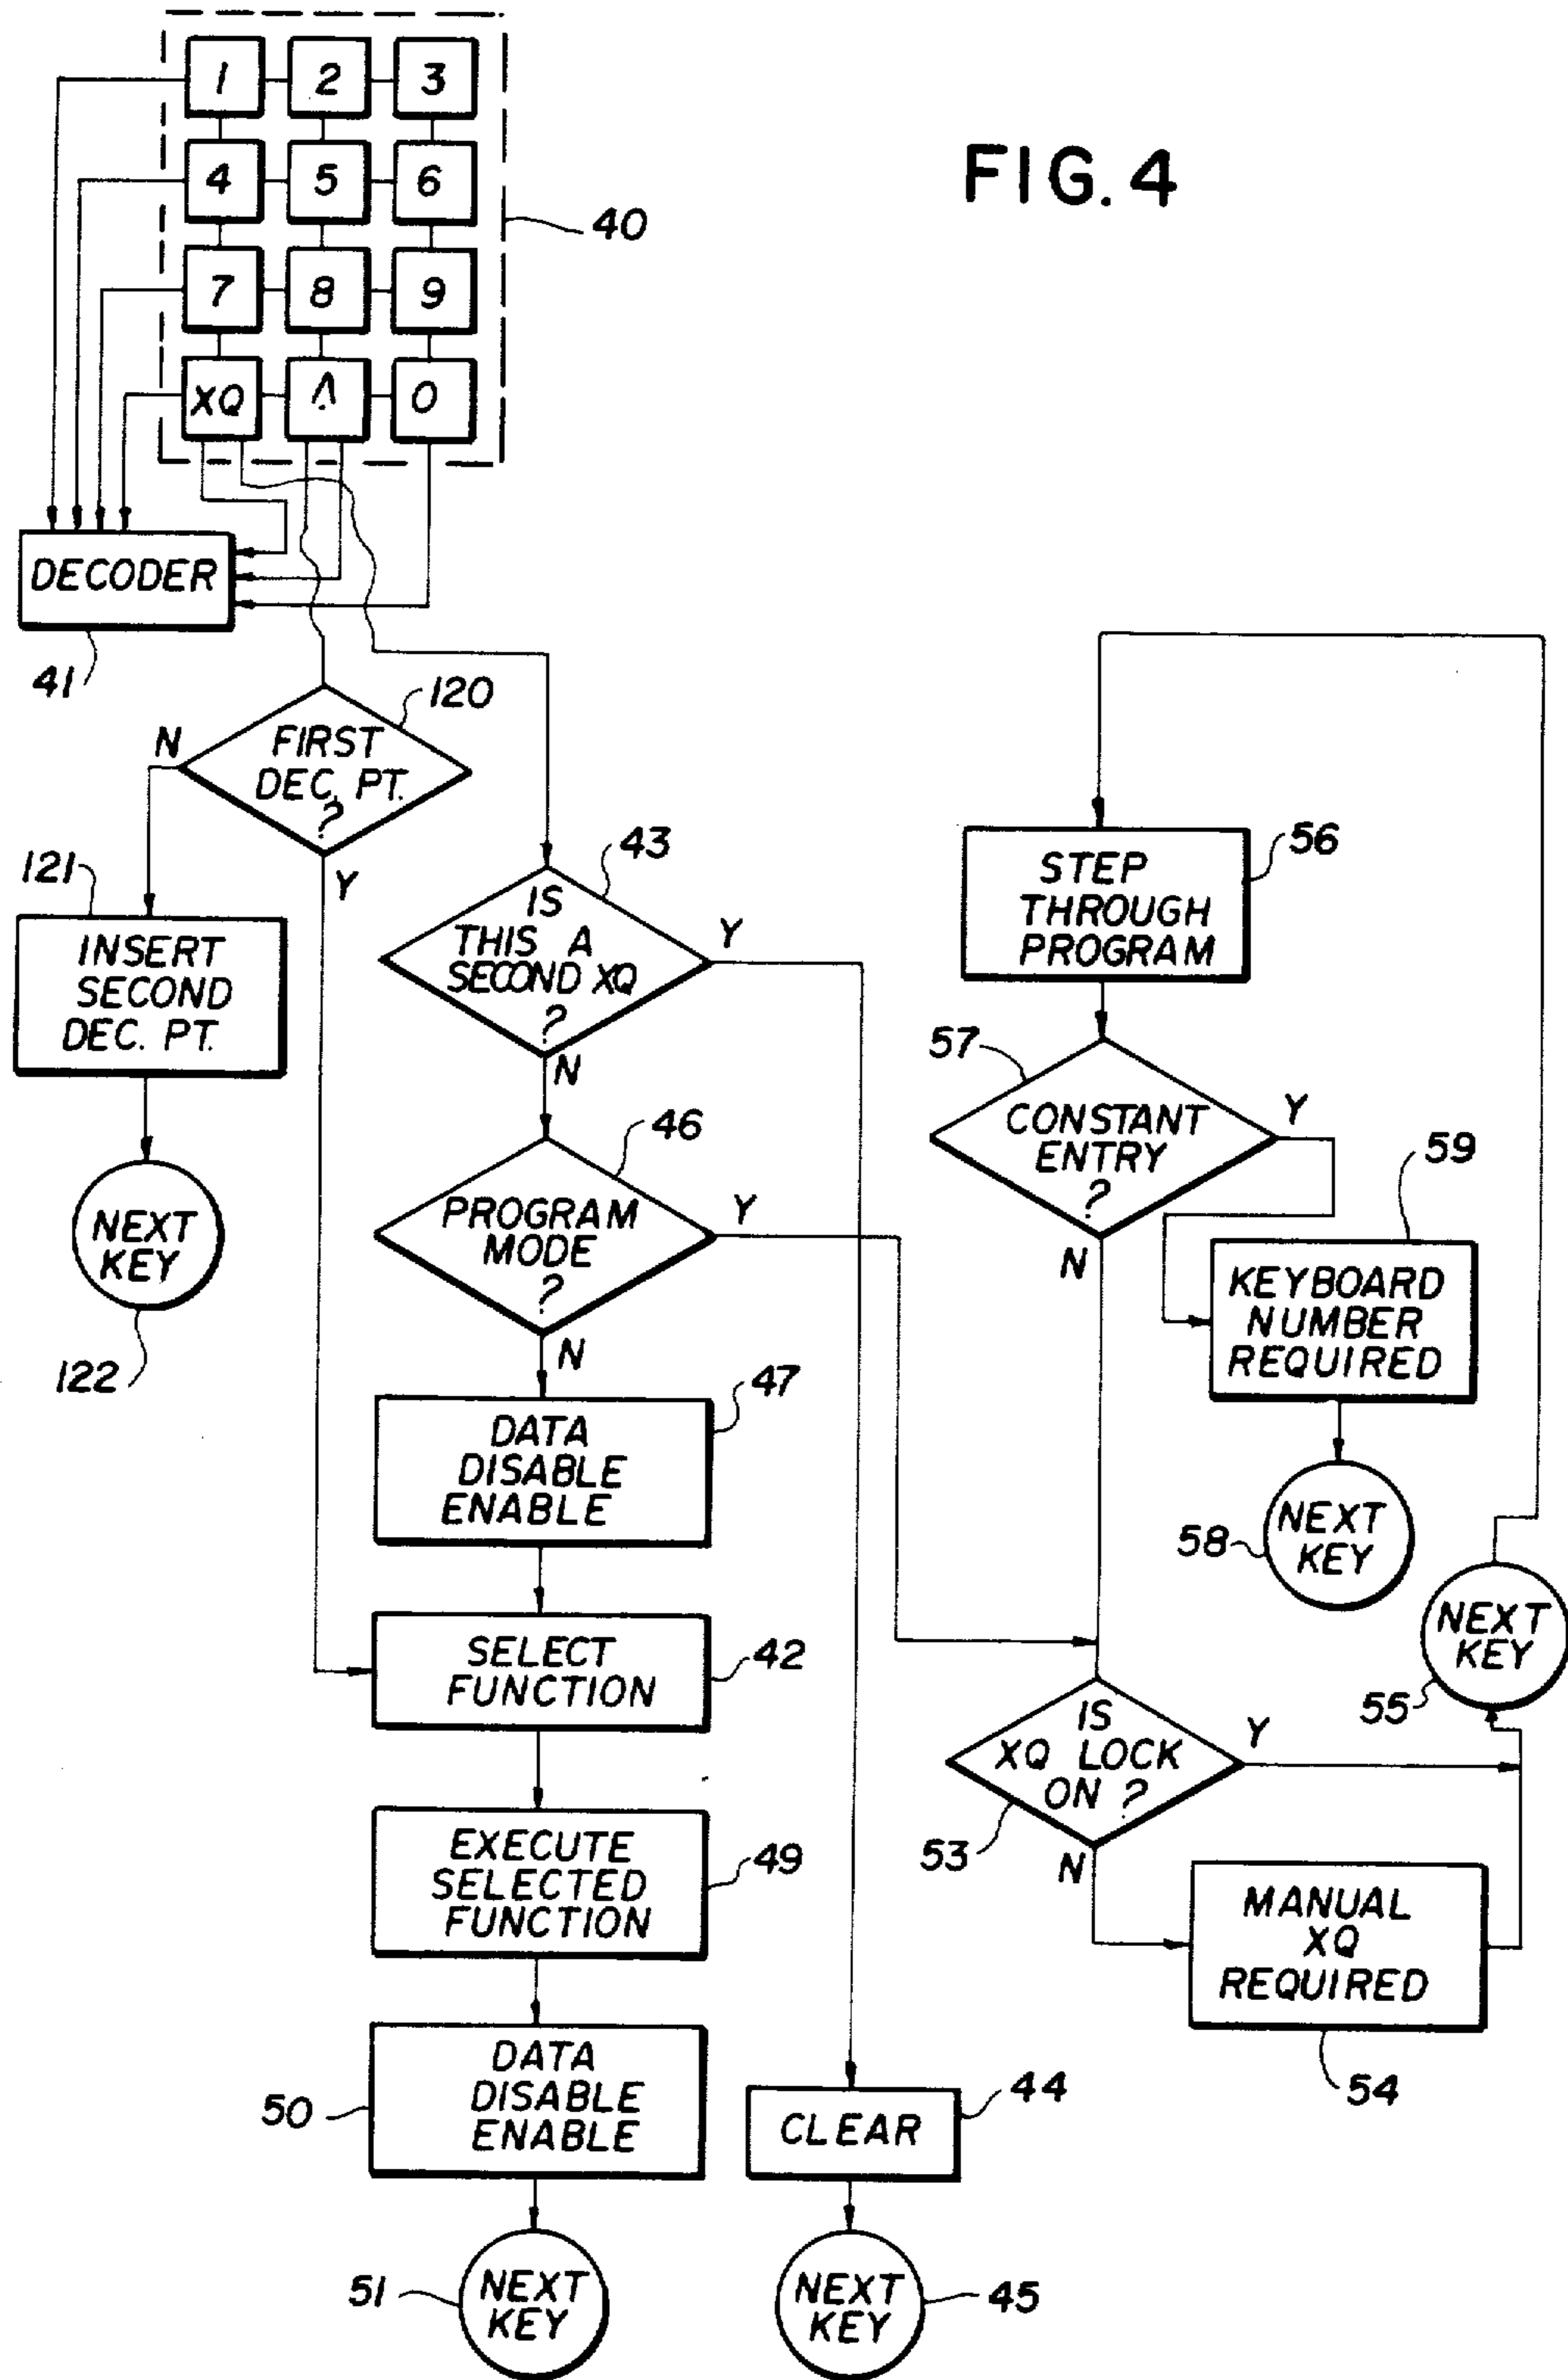 FIG. 4
1 2 3
4 5 6
7 8 9
XQ ^. 0
40
DECODER
41
FIRST
DEC. PT.
?
120
N
Y
121
INSERT
SECOND
DEC. PT.
NEXT
KEY
122
43
IS
THIS A
SECOND XQ
?
Y
N
46
PROGRAM
MODE
?
Y
N
47
DATA
DISABLE
ENABLE
SELECT
FUNCTION
42
EXECUTE
SELECTED
FUNCTION
49
DATA
DISABLE
ENABLE
50
NEXT
KEY
51
CLEAR
44
NEXT
KEY
45
STEP
THROUGH
PROGRAM
56
57
CONSTANT
ENTRY
?
Y
N
59
KEYBOARD
NUMBER
REQUIRED
NEXT
KEY
58
NEXT
KEY
55
IS
XQ LOCK
ON ?
Y
53
N
MANUAL
XQ
REQUIRED
54